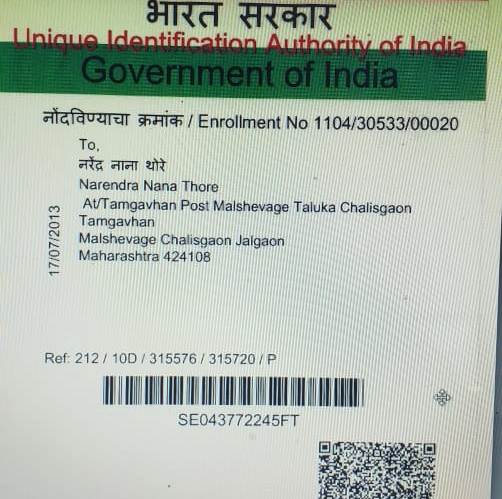 भारत सरकार
Unique Identification Authority of India
Government of India
नोंदविण्याचा क्रमांक / Enrollment No 1104/30533/00020
To,
नरेंद्र नाना थोरे
Narendra Nana Thore
At/Tamgavhan Post Malshevage Taluka Chalisgaon
Tamgavhan
Malshevage Chalisgaon Jalgaon
Maharashtra 424108
17/07/2013
Ref: 212 / 10D / 315576 / 315720 / P
SE043772245FT